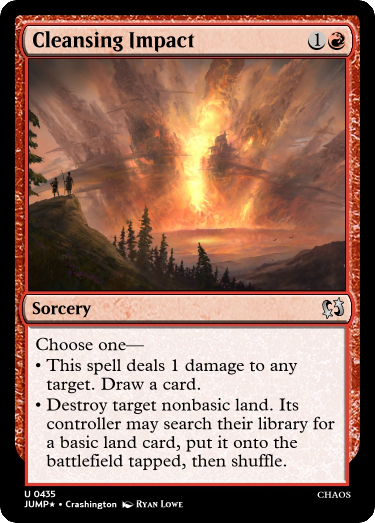 Cleansing Impact 1
Sorcery
Choose one—
• This spell deals 1 damage to any
target. Draw a card.
• Destroy target nonbasic land. Its
controller may search their library for
a basic land card, put it onto the
battlefield tapped, then shuffle.
U 0435
JUMP★ • Crashington Ryan Lowe
CHAOS